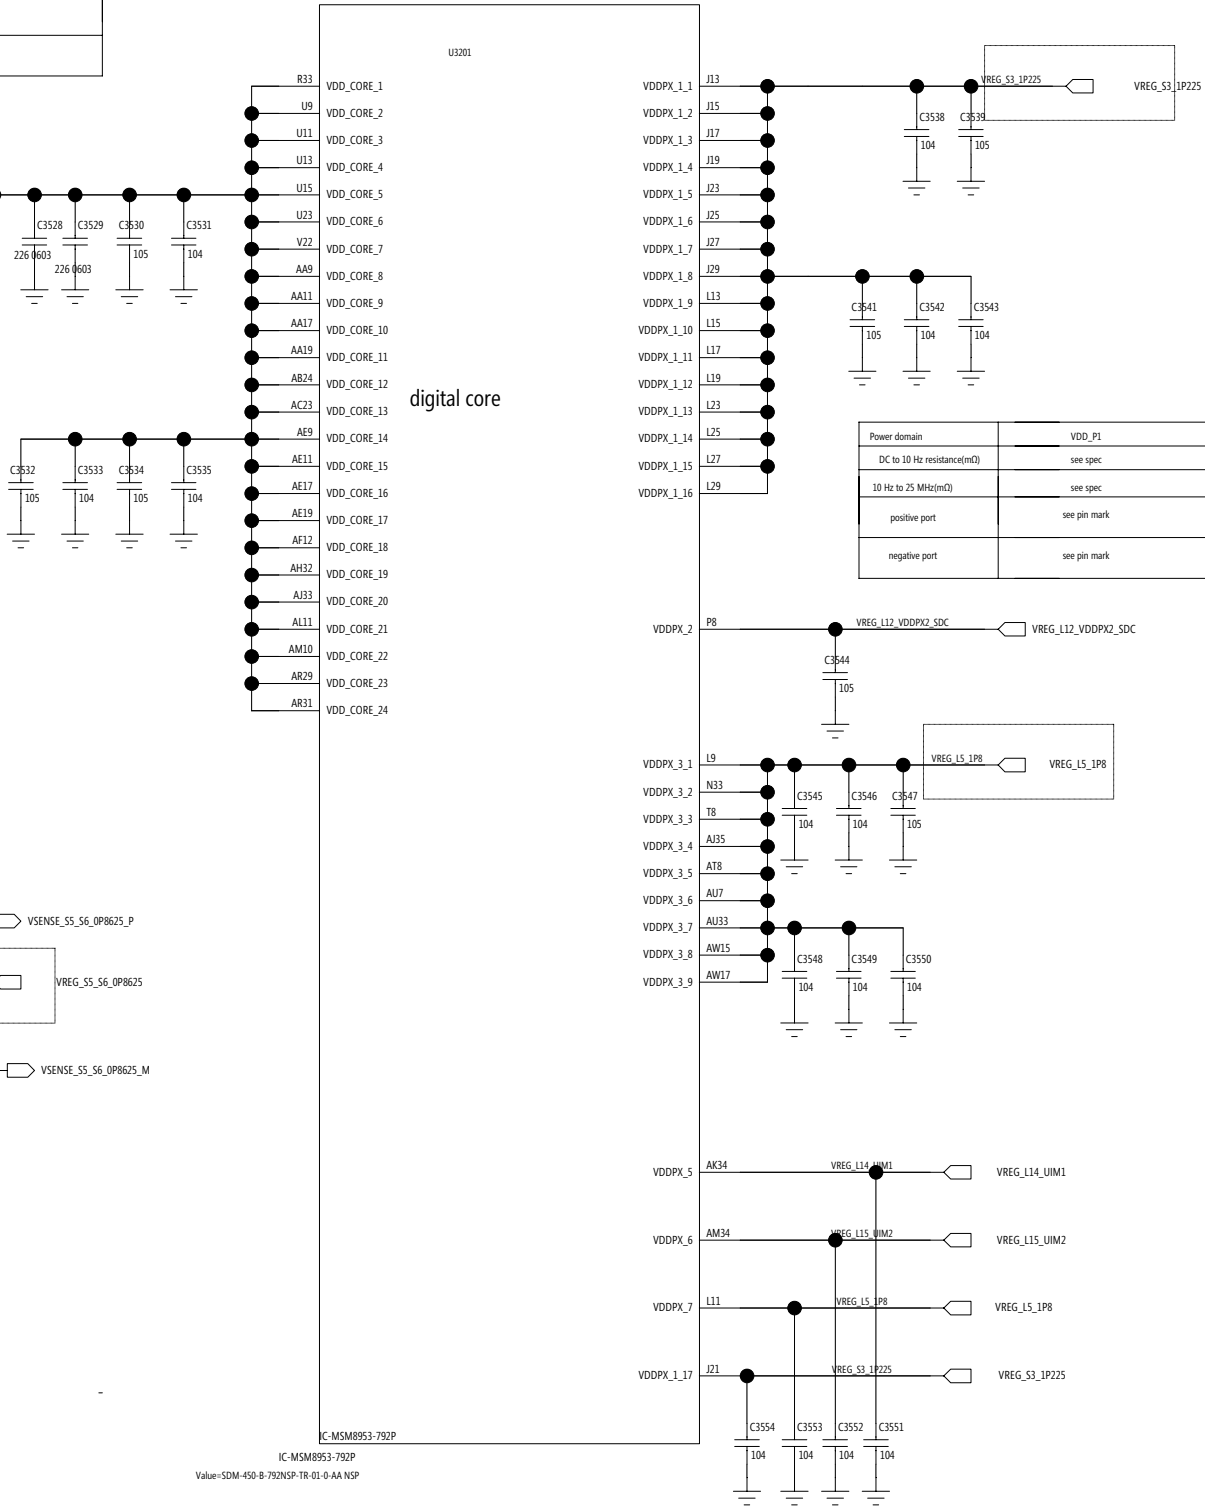 U3201
R33 VDD_CORE_1
U9 VDD_CORE_2
U11 VDD_CORE_3
U13 VDD_CORE_4
U15 VDD_CORE_5
U23 VDD_CORE_6
V22 VDD_CORE_7
AA9 VDD_CORE_8
AA11 VDD_CORE_9
AA17 VDD_CORE_10
AA19 VDD_CORE_11
AB24 VDD_CORE_12
AC23 VDD_CORE_13
AE9 VDD_CORE_14
AE11 VDD_CORE_15
AE17 VDD_CORE_16
AE19 VDD_CORE_17
AF12 VDD_CORE_18
AH32 VDD_CORE_19
AJ33 VDD_CORE_20
AL11 VDD_CORE_21
AM10 VDD_CORE_22
AR29 VDD_CORE_23
AR31 VDD_CORE_24
C3528 C3529 C3530 C3531
226 0603 226 0603 105 104
C3532 C3533 C3534 C3535
105 104 105 104
digital core
VSENSE_S5_S6_0P8625_P
VREG_S5_S6_0P8625
VSENSE_S5_S6_0P8625_M
VDDPX_1_1 J13
VDDPX_1_2 J15
VDDPX_1_3 J17
VDDPX_1_4 J19
VDDPX_1_5 J23
VDDPX_1_6 J25
VDDPX_1_7 J27
VDDPX_1_8 J29
VDDPX_1_9 L13
VDDPX_1_10 L15
VDDPX_1_11 L17
VDDPX_1_12 L19
VDDPX_1_13 L23
VDDPX_1_14 L25
VDDPX_1_15 L27
VDDPX_1_16 L29
VREG_S3_1P225 VREG_S3_1P225
C3538 C3539
104 105
C3541 C3542 C3543
105 104 104
Power domain VDD_P1
DC to 10 Hz resistance(mΩ) see spec
10 Hz to 25 MHz(mΩ) see spec
positive port see pin mark
negative port see pin mark
VDDPX_2 P8 VREG_L12_VDDPX2_SDC VREG_L12_VDDPX2_SDC
C3544
105
VDDPX_3_1 L9 VREG_L5_1P8 VREG_L5_1P8
VDDPX_3_2 N33
VDDPX_3_3 T8
VDDPX_3_4 AJ35
VDDPX_3_5 AT8
VDDPX_3_6 AU7
VDDPX_3_7 AU33
VDDPX_3_8 AW15
VDDPX_3_9 AW17
C3545 C3546 C3547
104 104 105
C3548 C3549 C3550
104 104 104
VDDPX_5 AK34 VREG_L14_UIM1 VREG_L14_UIM1
VDDPX_6 AM34 VREG_L15_UIM2 VREG_L15_UIM2
VDDPX_7 L11 VREG_L5_1P8 VREG_L5_1P8
VDDPX_1_17 J21 VREG_S3_1P225 VREG_S3_1P225
C3554 C3553 C3552 C3551
104 104 104 104
IC-MSM8953-792P
IC-MSM8953-792P
Value=SDM-450-B-792NSP-TR-01-0-AA NSP